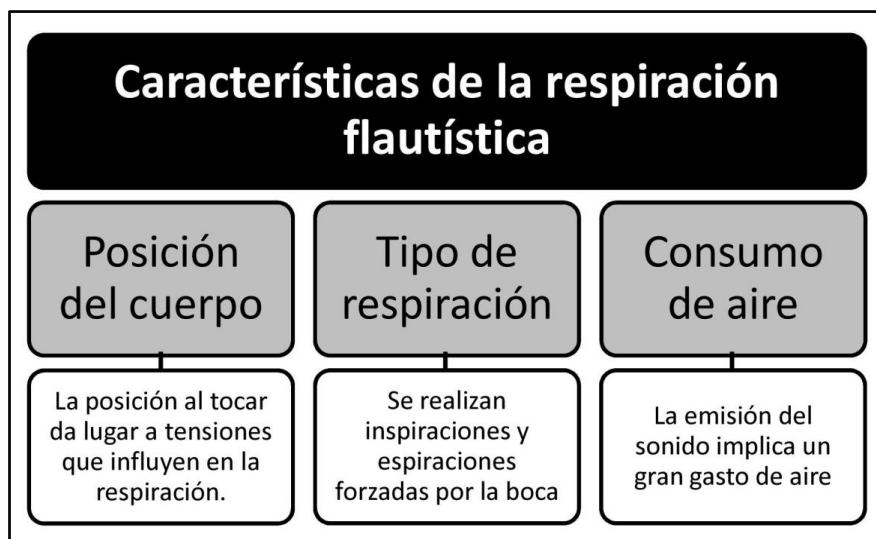 Características de la respiración
flautística
Posición
del cuerpo
Tipo de
respiración
Consumo
de aire
La posición al tocar
da lugar a tensiones
que influyen en la
respiración.
Se realizan
inspiraciones y
espiraciones
forzadas por la boca
La emisión del
sonido implica un
gran gasto de aire